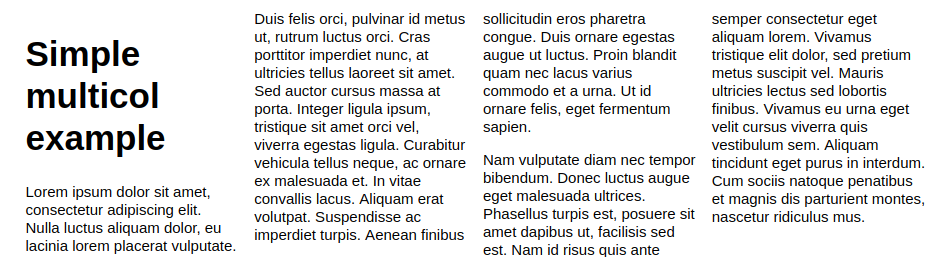 Simple
multicol
example
Lorem ipsum dolor sit amet,
consectetur adipiscing elit.
Nulla luctus aliquam dolor, eu
lacinia lorem placerat vulputate.
Duis felis orci, pulvinar id metus
ut, rutrum luctus orci. Cras
porttitor imperdiet nunc, at
ultricies tellus laoreet sit amet.
Sed auctor cursus massa at
porta. Integer ligula ipsum,
tristique sit amet orci vel,
viverra egestas ligula. Curabitur
vehicula tellus neque, ac ornare
ex malesuada et. In vitae
convallis lacus. Aliquam erat
volutpat. Suspendisse ac
imperdiet turpis. Aenean finibus
sollicitudin eros pharetra
congue. Duis ornare egestas
augue ut luctus. Proin blandit
quam nec lacus varius
commodo et a urna. Ut id
ornare felis, eget fermentum
sapien.
Nam vulputate diam nec tempor
bibendum. Donec luctus augue
eget malesuada ultrices.
Phasellus turpis est, posuere sit
amet dapibus ut, facilisis sed
est. Nam id risus quis ante
semper consectetur eget
aliquam lorem. Vivamus
tristique elit dolor, sed pretium
metus suscipit vel. Mauris
ultricies lectus sed lobortis
finibus. Vivamus eu urna eget
velit cursus viverra quis
vestibulum sem. Aliquam
tincidunt eget purus in interdum.
Cum sociis natoque penatibus
et magnis dis parturient montes,
nascetur ridiculus mus.